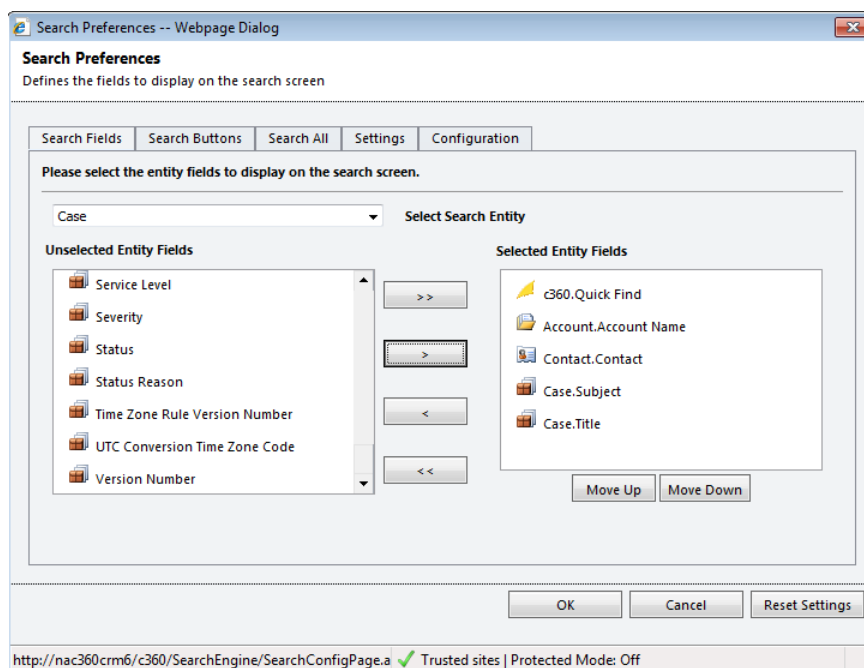 Search Preferences -- Webpage Dialog
Search Preferences
Defines the fields to display on the search screen
Search Fields Search Buttons Search All Settings Configuration
Please select the entity fields to display on the search screen.
Case Select Search Entity
Unselected Entity Fields
Service Level
Severity
Status
Status Reason
Time Zone Rule Version Number
UTC Conversion Time Zone Code
Version Number
>>
>
<
<<
Selected Entity Fields
c360.Quick Find
Account.Account Name
Contact.Contact
Case.Subject
Case.Title
Move Up Move Down
OK Cancel Reset Settings
http://nac360crm6/c360/SearchEngine/SearchConfigPage.a Trusted sites | Protected Mode: Off